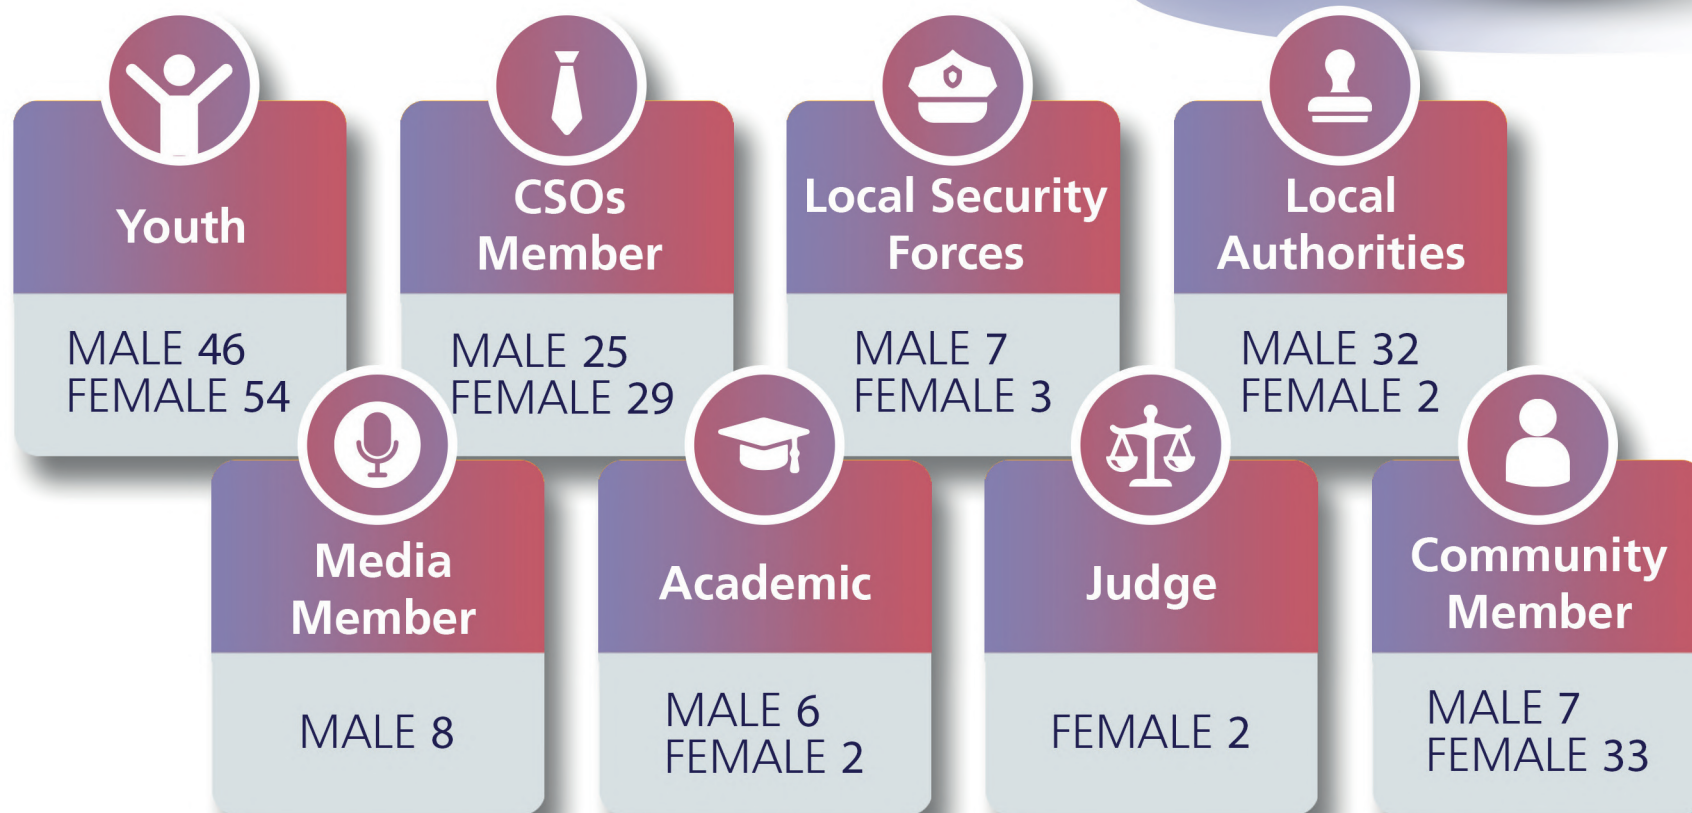 Youth
MALE 46
FEMALE 54
CSOs
Member
MALE 25
FEMALE 29
Local Security
Forces
MALE 7
FEMALE 3
Local
Authorities
MALE 32
FEMALE 2
Media
Member
MALE 8
Academic
MALE 6
FEMALE 2
Judge
FEMALE 2
Community
Member
MALE 7
FEMALE 33